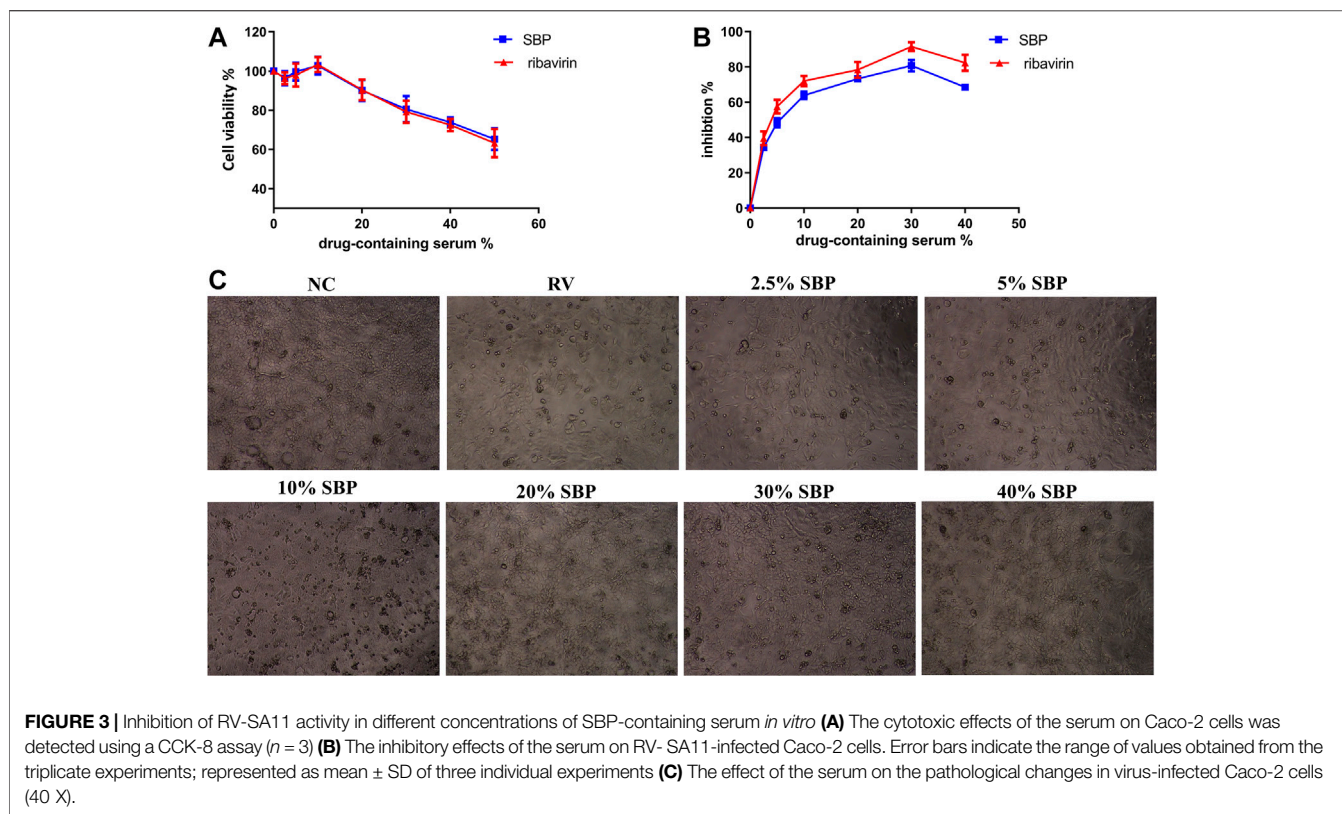 A
SBP
ribavirin
120
100
80
60
40
Cell viability %
0 20 40 60
drug-containing serum %
B
SBP
ribavirin
100
80
60
40
20
0
inhibtion %
0 10 20 30 40 50
drug-containing serum %
C
NC RV 2.5% SBP 5% SBP
10% SBP 20% SBP 30% SBP 40% SBP
FIGURE 3 | Inhibition of RV-SA11 activity in different concentrations of SBP-containing serum in vitro (A) The cytotoxic effects of the serum on Caco-2 cells was
detected using a CCK-8 assay (n = 3) (B) The inhibitory effects of the serum on RV- SA11-infected Caco-2 cells. Error bars indicate the range of values obtained from the
triplicate experiments; represented as mean ± SD of three individual experiments (C) The effect of the serum on the pathological changes in virus-infected Caco-2 cells
(40 X).